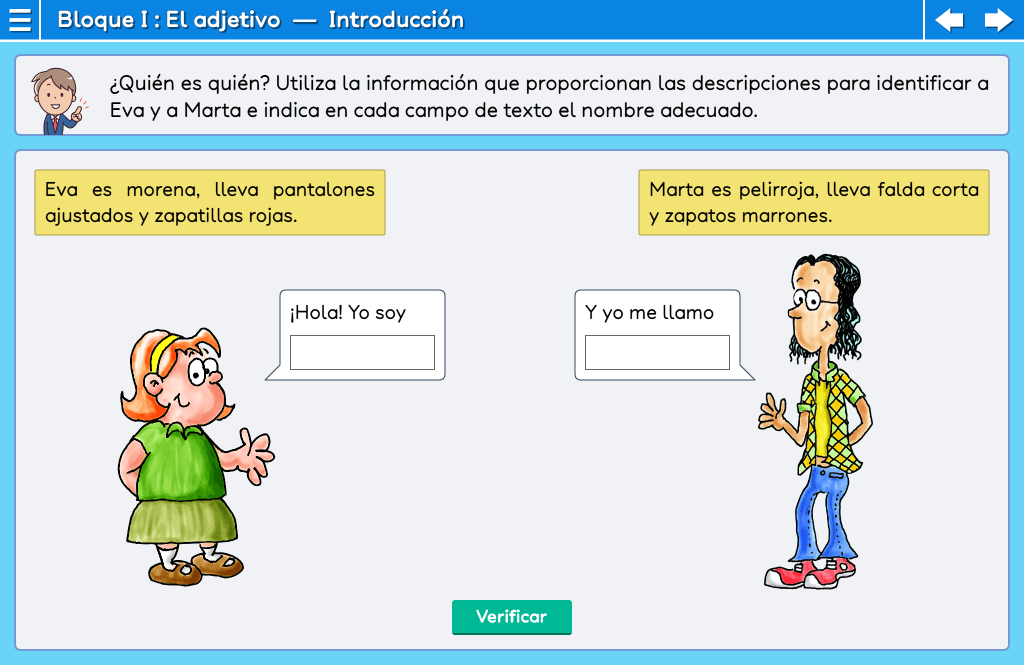 Bloque I : El adjetivo — Introducción
¿Quién es quién? Utiliza la información que proporcionan las descripciones para identificar a
Eva y a Marta e indica en cada campo de texto el nombre adecuado.
Eva es morena, lleva pantalones
ajustados y zapatillas rojas.
Marta es pelirroja, lleva falda corta
y zapatos marrones.
¡Hola! Yo soy
Y yo me llamo
Verificar